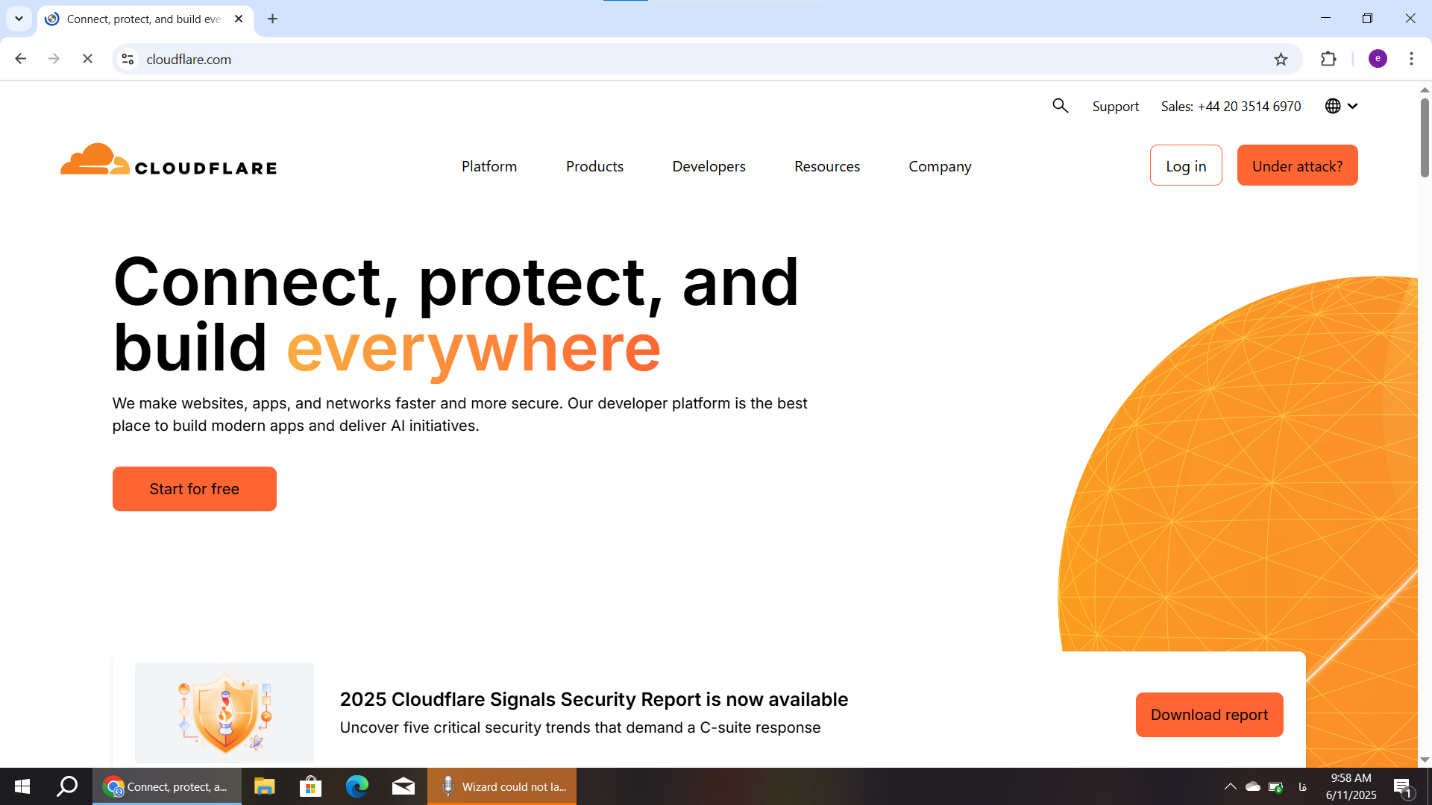 Connect, protect, and build eve
cloudflare.com
e
Support
Sales: +44 20 3514 6970
CLOUDFLARE
Platform
Products
Developers
Resources
Company
Log in
Under attack?
Connect, protect, and
build everywhere
We make websites, apps, and networks faster and more secure. Our developer platform is the best
place to build modern apps and deliver AI initiatives.
Start for free
2025 Cloudflare Signals Security Report is now available
Uncover five critical security trends that demand a C-suite response
Download report
Connect, protect, a...
Wizard could not la...
فا
9:58 AM
6/11/2025
1